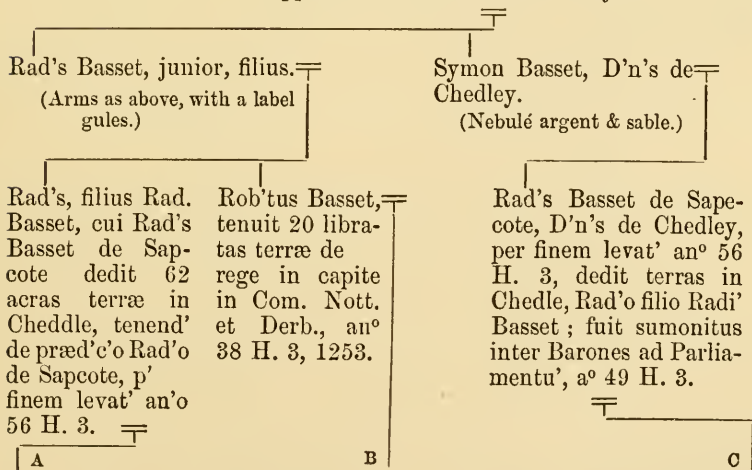 Rad's Basset, junior, filius.
(Arms as above, with a label
gules.)
Symon Basset, D'n's de
Chedley.
(Nebulé argent & sable.)
Rad's, filius Rad.
Basset, cui Rad's
Basset de Sap-
cote dedit 62
acras terræ in
Cheddle, tenend'
de præd'c'o Rad'o
de Sapcote, p'
finem levat' an'o
56 H. 3.
Rob'tus Basset,
tenuit 20 libra-
tas terræ de
rege in capite
in Com. Nott.
et Derb., anº
38 H. 3, 1253.
Rad's Basset de Sape-
cote, D'n's de Chedley,
per finem levat' anº 56
H. 3, dedit terras in
Chedle, Rad'o filio Radi'
Basset ; fuit sumonitus
inter Barones ad Parlia-
mentu', aº 49 H. 3.
A
B
C